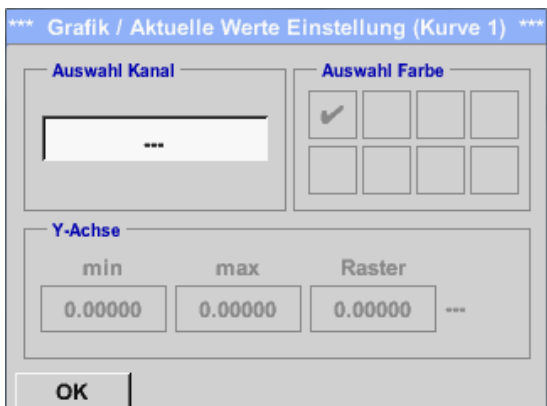 *** Grafik / Aktuelle Werte Einstellung (Kurve 1) ***
Auswahl Kanal
Auswahl Farbe
---
Y-Achse
min max Raster
0.00000 0.00000 0.00000 ---
OK